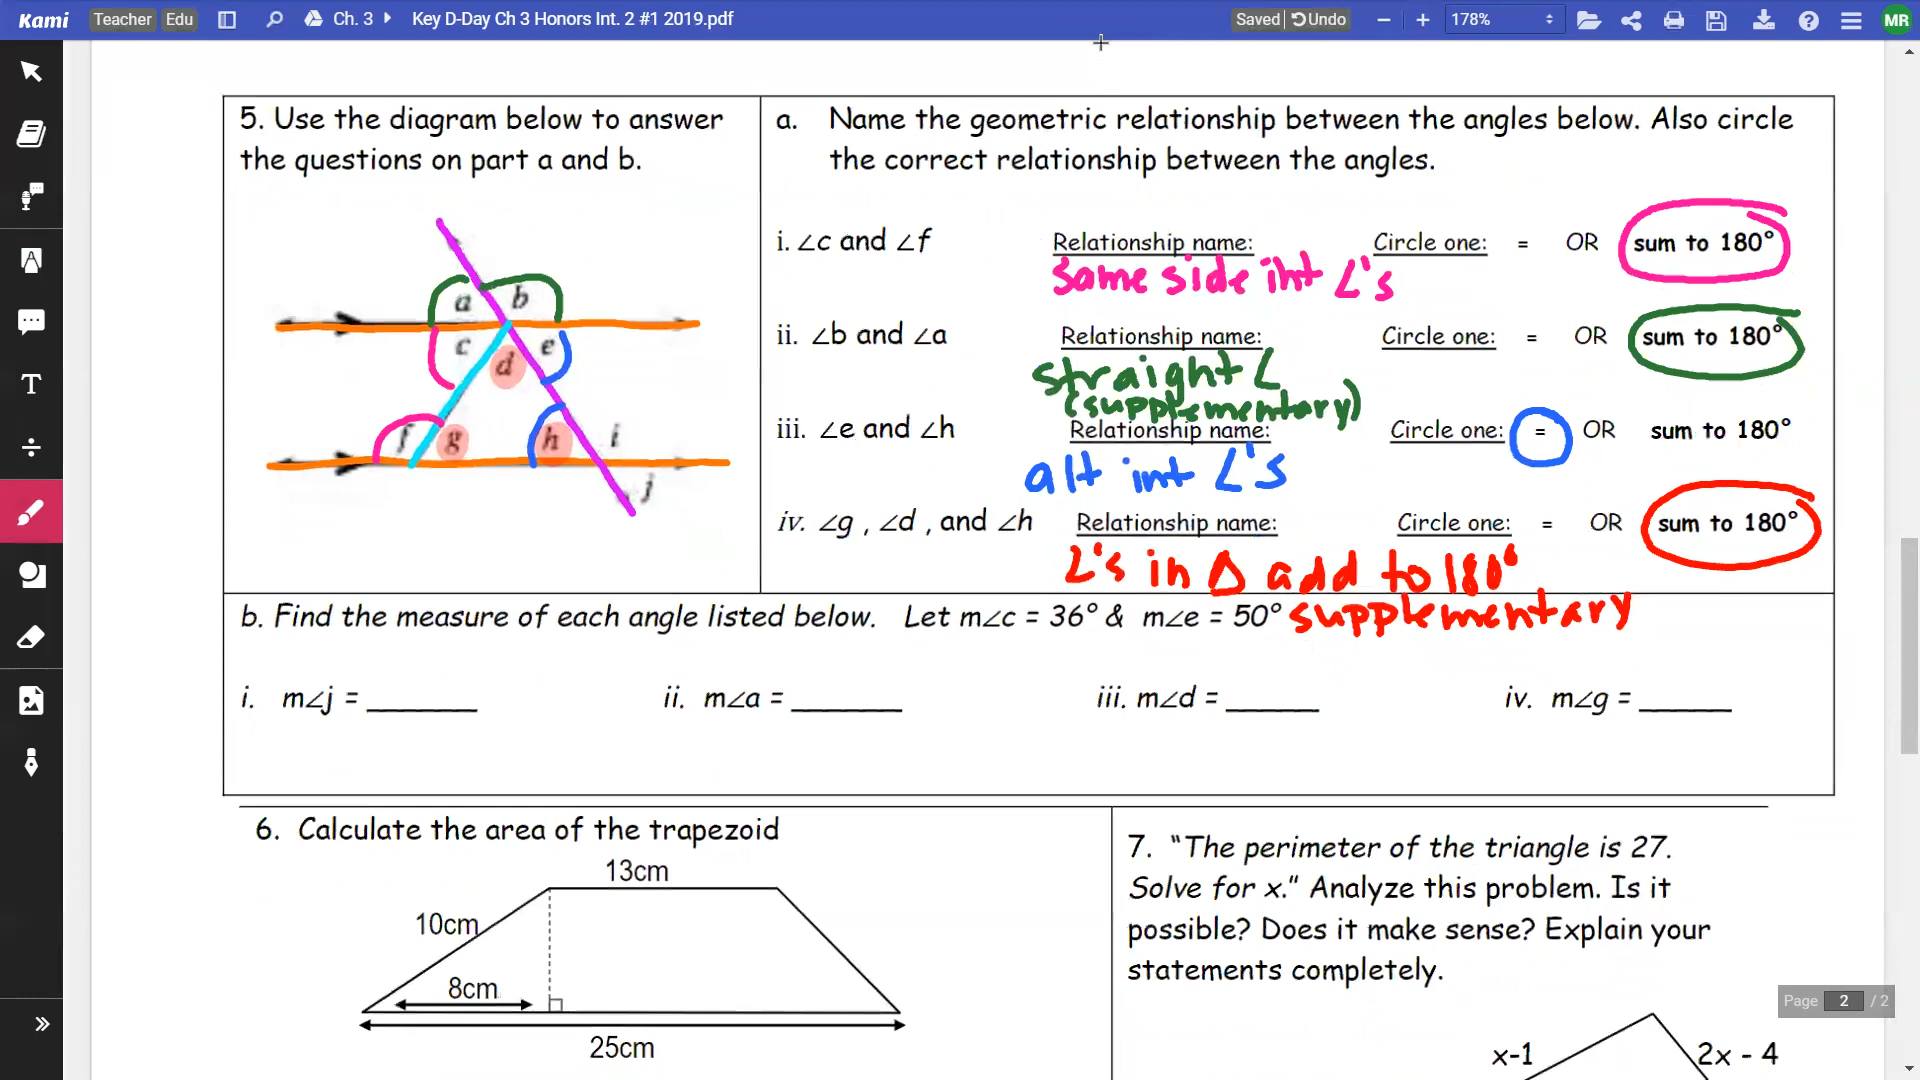 Kami Teacher Edu Ch. 3 Key D-Day Ch 3 Honors Int. 2 #1 2019.pdf Saved Undo 178% MR
5. Use the diagram below to answer
the questions on part a and b.
a
b
c
e
d
f
g
h
i
j
a. Name the geometric relationship between the angles below. Also circle
the correct relationship between the angles.
i. ∠c and ∠f Relationship name: Circle one: = OR sum to 180°
same side int ∠'s
ii. ∠b and ∠a Relationship name: Circle one: = OR sum to 180°
straight ∠
(supplementary)
iii. ∠e and ∠h Relationship name: Circle one: = OR sum to 180°
alt int ∠'s
iv. ∠g , ∠d , and ∠h Relationship name: Circle one: = OR sum to 180°
∠'s in △ add to 180°
supplementary
b. Find the measure of each angle listed below. Let m∠c = 36° & m∠e = 50°
i. m∠j = ______ ii. m∠a = ______ iii. m∠d = _____ iv. m∠g = _____
6. Calculate the area of the trapezoid
13cm
10cm
8cm
25cm
7. "The perimeter of the triangle is 27.
Solve for x." Analyze this problem. Is it
possible? Does it make sense? Explain your
statements completely.
x-1
2x - 4
Page 2 / 2